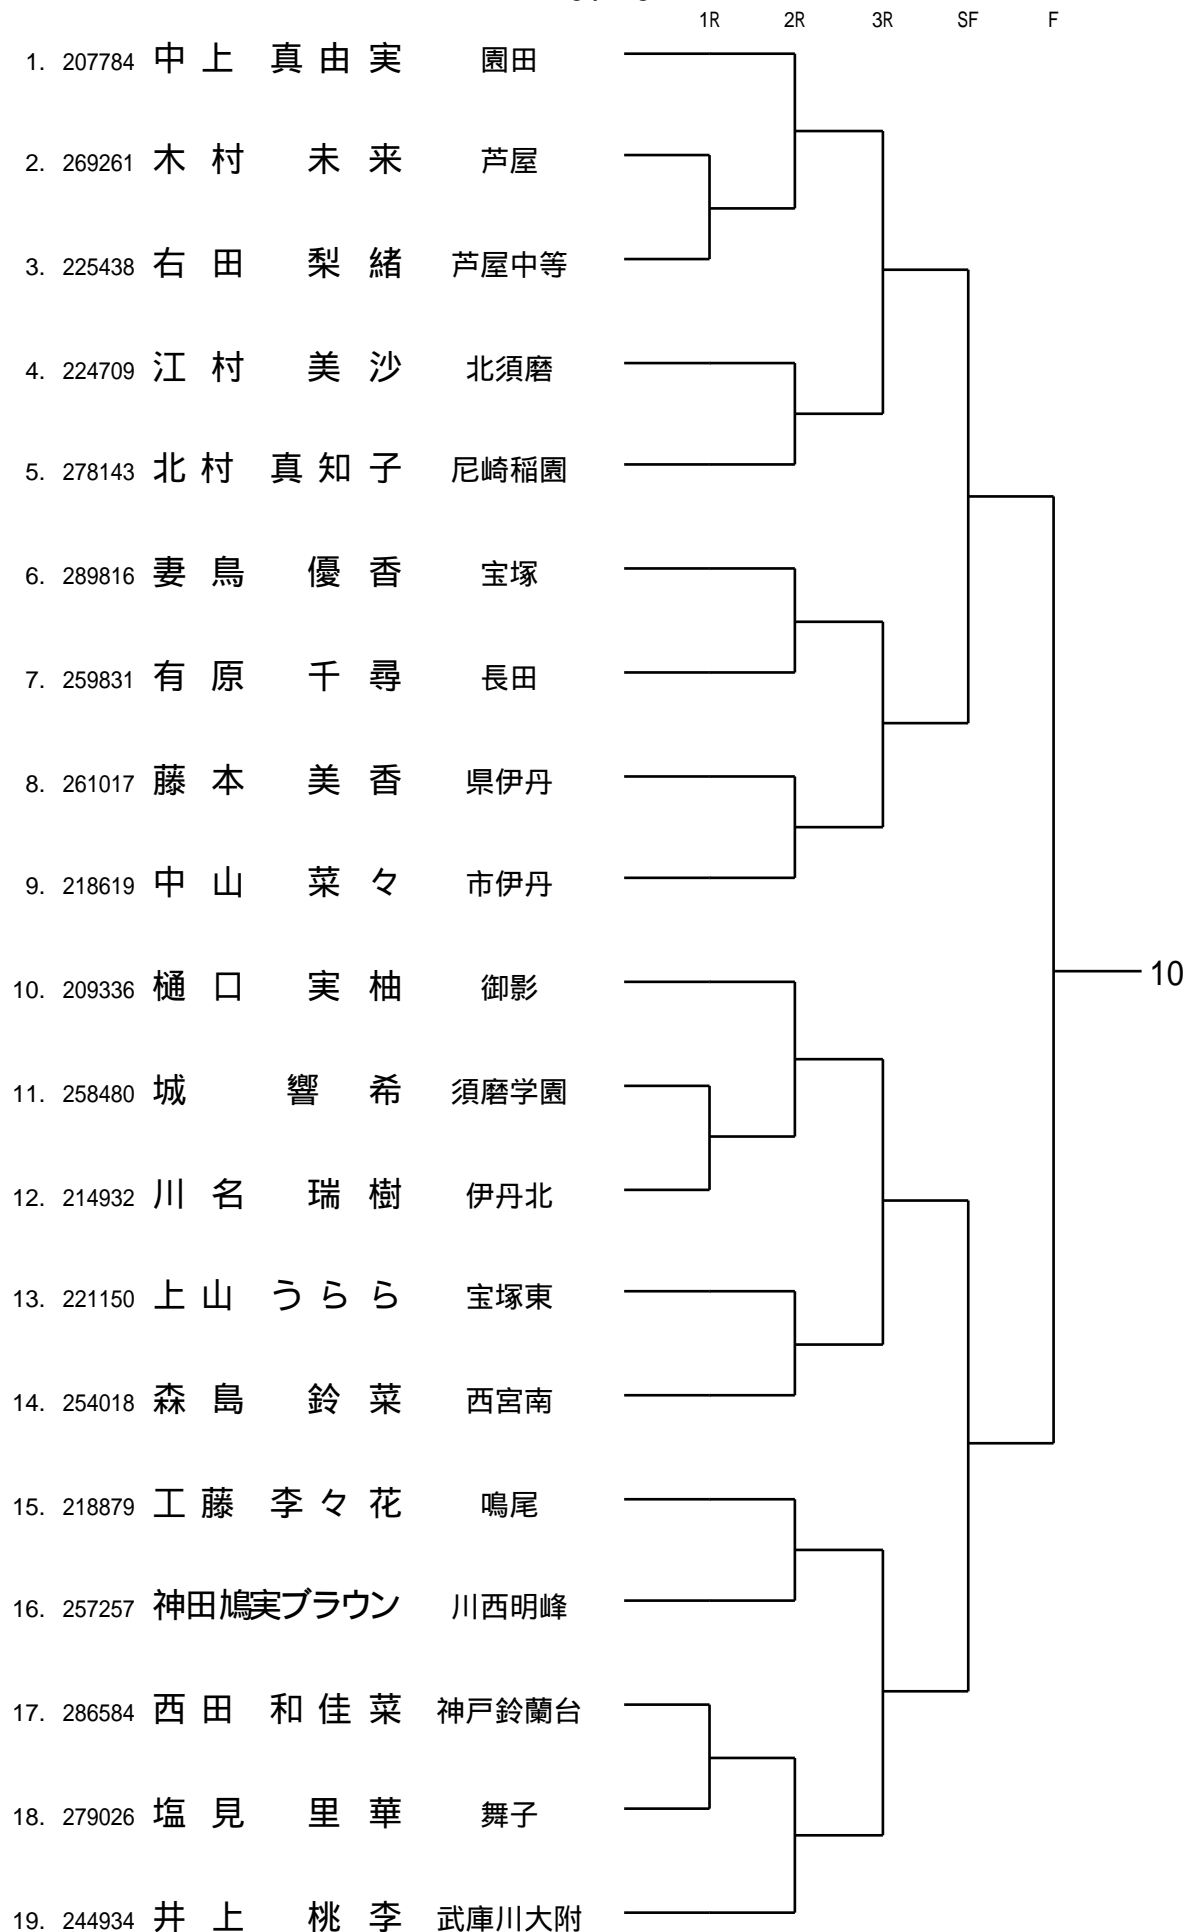 1R 2R 3R SF F
1. 207784 中上 真由実 園田
2. 269261 木村 未来 芦屋
3. 225438 右田 梨緒 芦屋中等
4. 224709 江村 美沙 北須磨
5. 278143 北村 真知子 尼崎稲園
6. 289816 妻鳥 優香 宝塚
7. 259831 有原 千尋 長田
8. 261017 藤本 美香 県伊丹
9. 218619 中山 菜々 市伊丹
10
10. 209336 樋口 実柚 御影
11. 258480 城 響希 須磨学園
12. 214932 川名 瑞樹 伊丹北
13. 221150 上山 うらら 宝塚東
14. 254018 森島 鈴菜 西宮南
15. 218879 工藤 李々花 鳴尾
16. 257257 神田鳩実ブラウン 川西明峰
17. 286584 西田 和佳菜 神戸鈴蘭台
18. 279026 塩見 里華 舞子
19. 244934 井上 桃李 武庫川大附